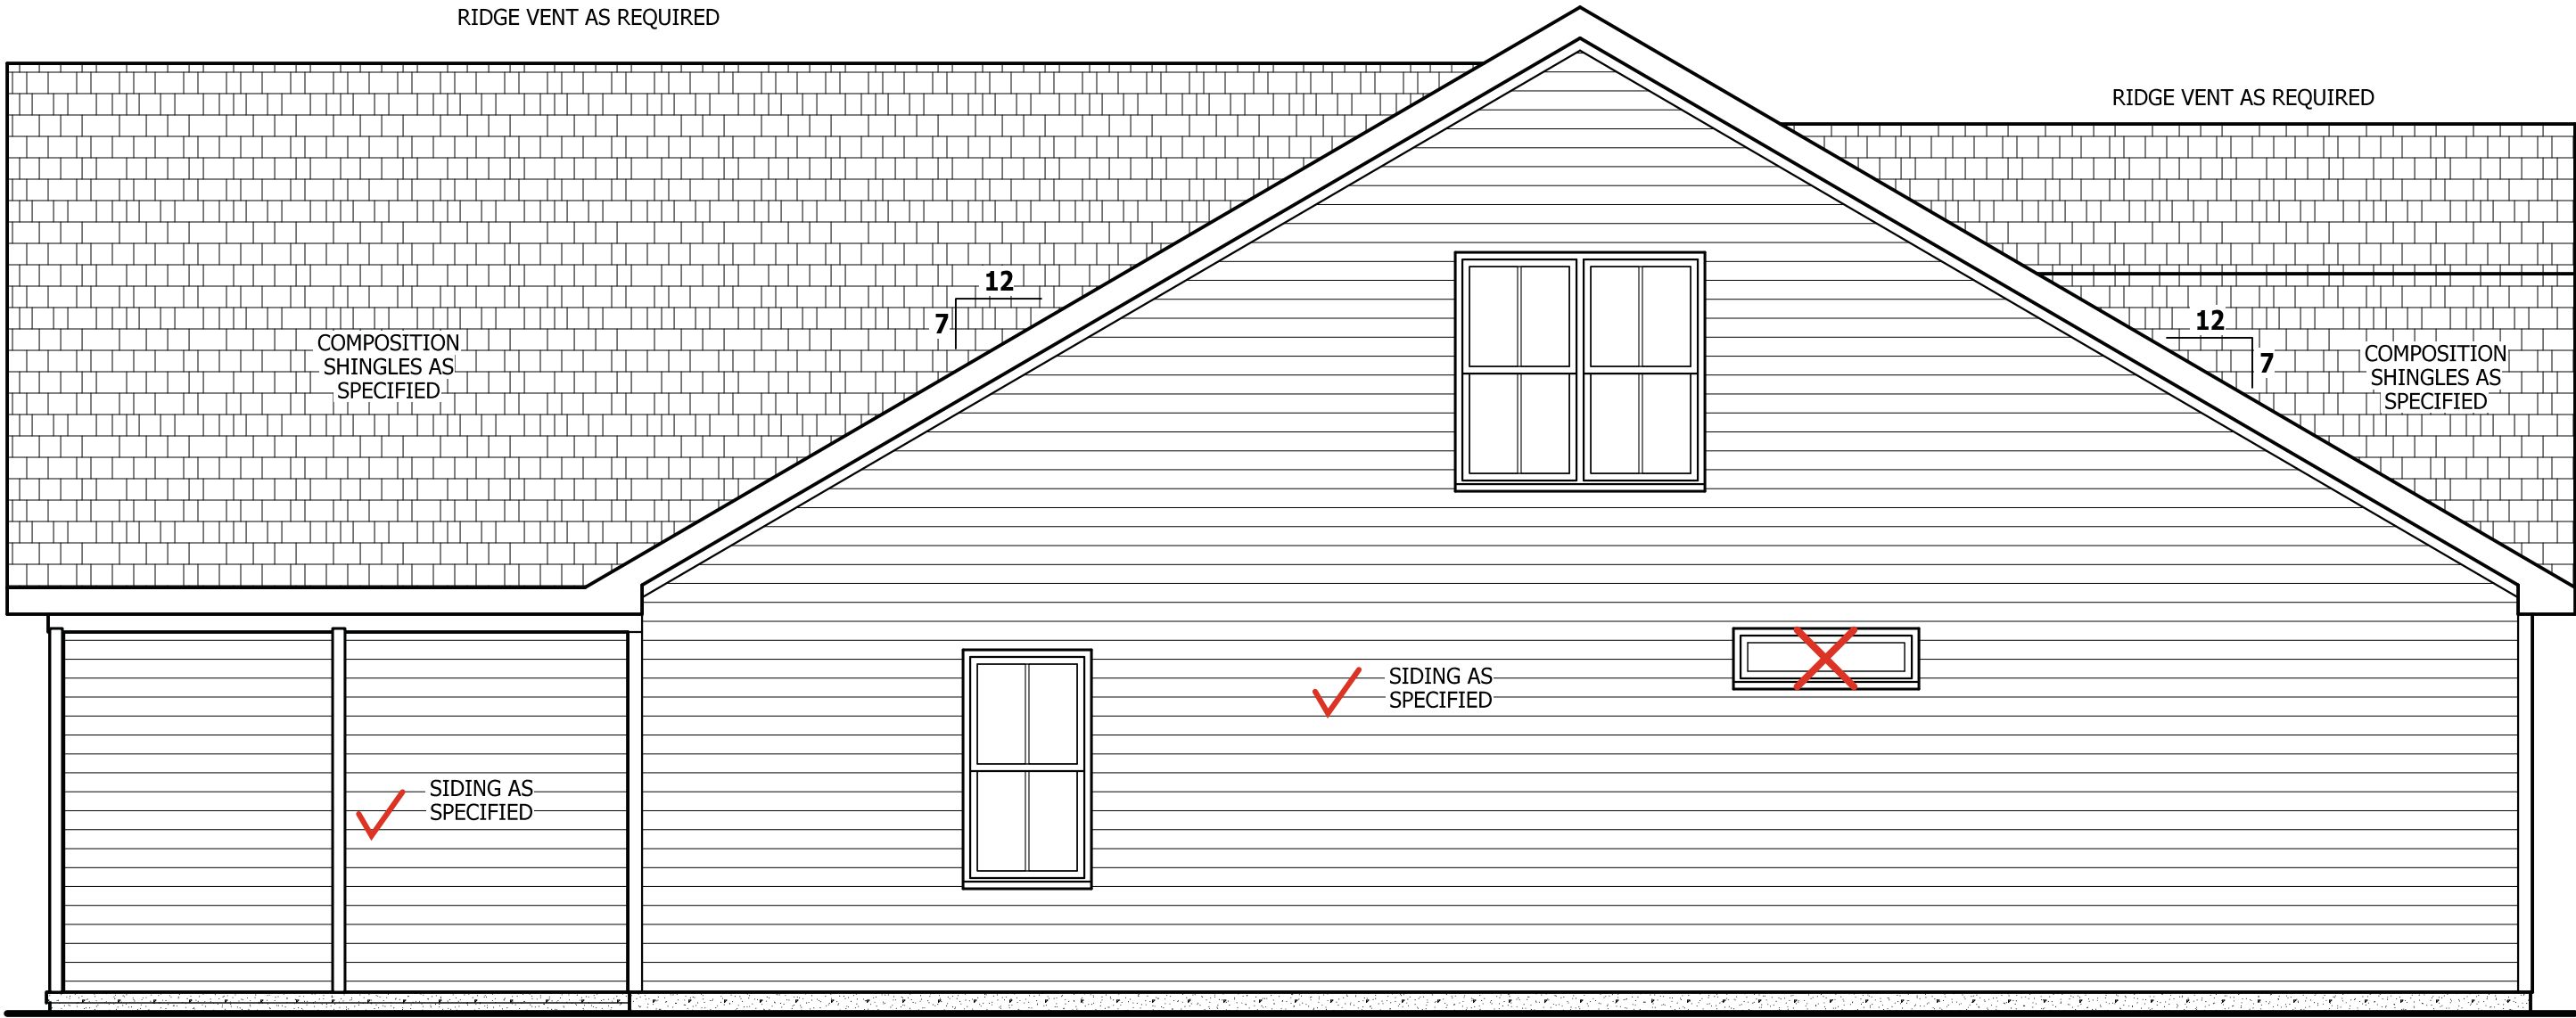 RIDGE VENT AS REQUIRED
RIDGE VENT AS REQUIRED
12
7
12
7
COMPOSITION
SHINGLES AS
SPECIFIED
COMPOSITION
SHINGLES AS
SPECIFIED
SIDING AS
SPECIFIED
SIDING AS
SPECIFIED